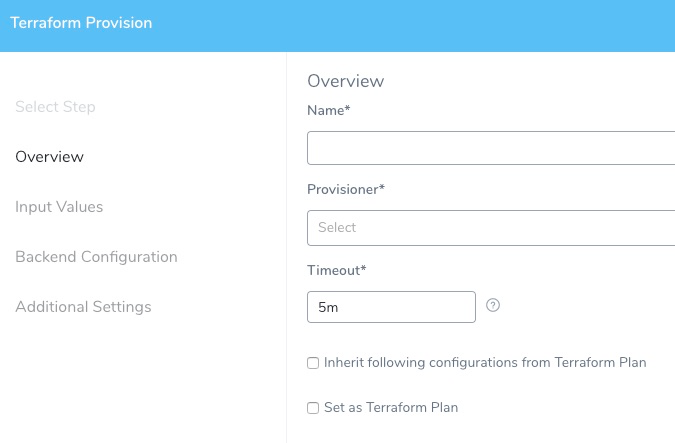 Terraform Provision
Select Step
Overview
Input Values
Backend Configuration
Additional Settings
Overview
Name*
Provisioner*
Select
Timeout*
5m
?
Inherit following configurations from Terraform Plan
Set as Terraform Plan